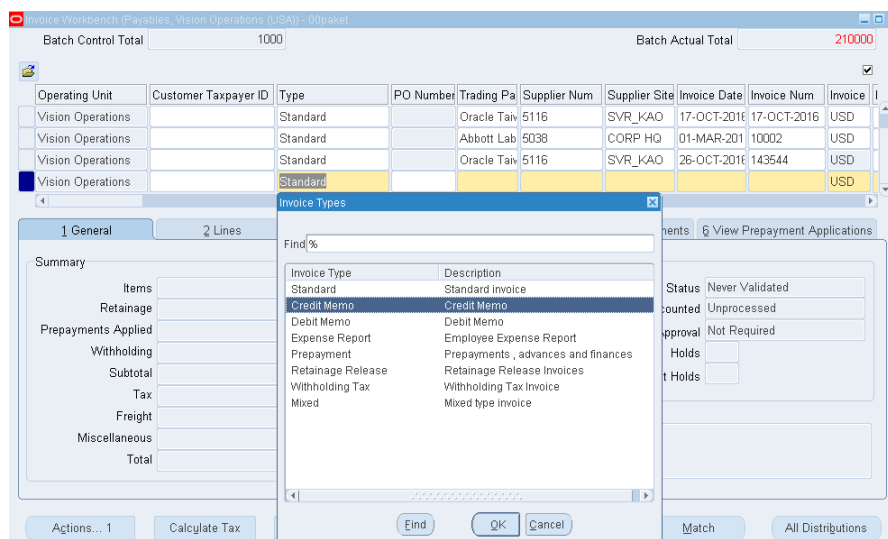 Invoice Workbench (Payables, Vision Operations (USA)) - 00paket
Batch Control Total 1000 Batch Actual Total 210000
Operating Unit Customer Taxpayer ID Type PO Number Trading Pa Supplier Num Supplier Site Invoice Date Invoice Num Invoice
Vision Operations Standard Oracle Taiv 5116 SVR_KAO 17-OCT-2016 17-OCT-2016 USD
Vision Operations Standard Abbott Lab 5038 CORP HQ 01-MAR-201 10002 USD
Vision Operations Standard Oracle Taiv 5116 SVR_KAO 26-OCT-2016 143544 USD
Vision Operations Standard USD
1 General 2 Lines ments 6 View Prepayment Applications
Summary
Items
Retainage
Prepayments Applied
Withholding
Subtotal
Tax
Freight
Miscellaneous
Total
Invoice Types
Find %
Invoice Type Description
Standard Standard invoice
Credit Memo Credit Memo
Debit Memo Debit Memo
Expense Report Employee Expense Report
Prepayment Prepayments , advances and finances
Retainage Release Retainage Release Invoices
Withholding Tax Withholding Tax Invoice
Mixed Mixed type invoice
Find OK Cancel
Status Never Validated
counted Unprocessed
Approval Not Required
Holds
t Holds
Actions... 1 Calculate Tax Match All Distributions